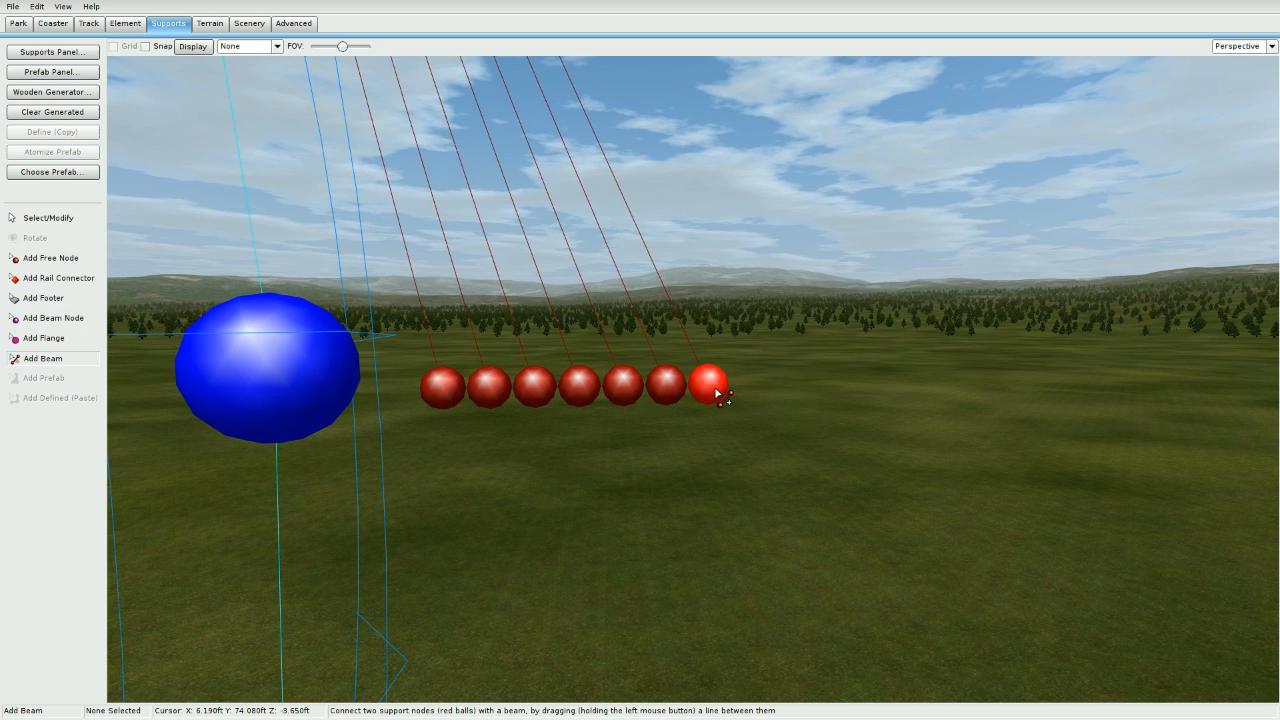 File Edit View Help
Park Coaster Track Element Supports Terrain Scenery Advanced
Supports Panel... Grid Snap Display None FOV: Perspective
Prefab Panel...
Wooden Generator...
Clear Generated
Define (Copy)
Atomize Prefab
Choose Prefab...
Select/Modify
Rotate
Add Free Node
Add Rail Connector
Add Footer
Add Beam Node
Add Flange
Add Beam
Add Prefab
Add Defined (Paste)
Add Beam None Selected Cursor: X: 6.190ft Y: 74.080ft Z: -3.650ft Connect two support nodes (red balls) with a beam, by dragging (holding the left mouse button) a line between them